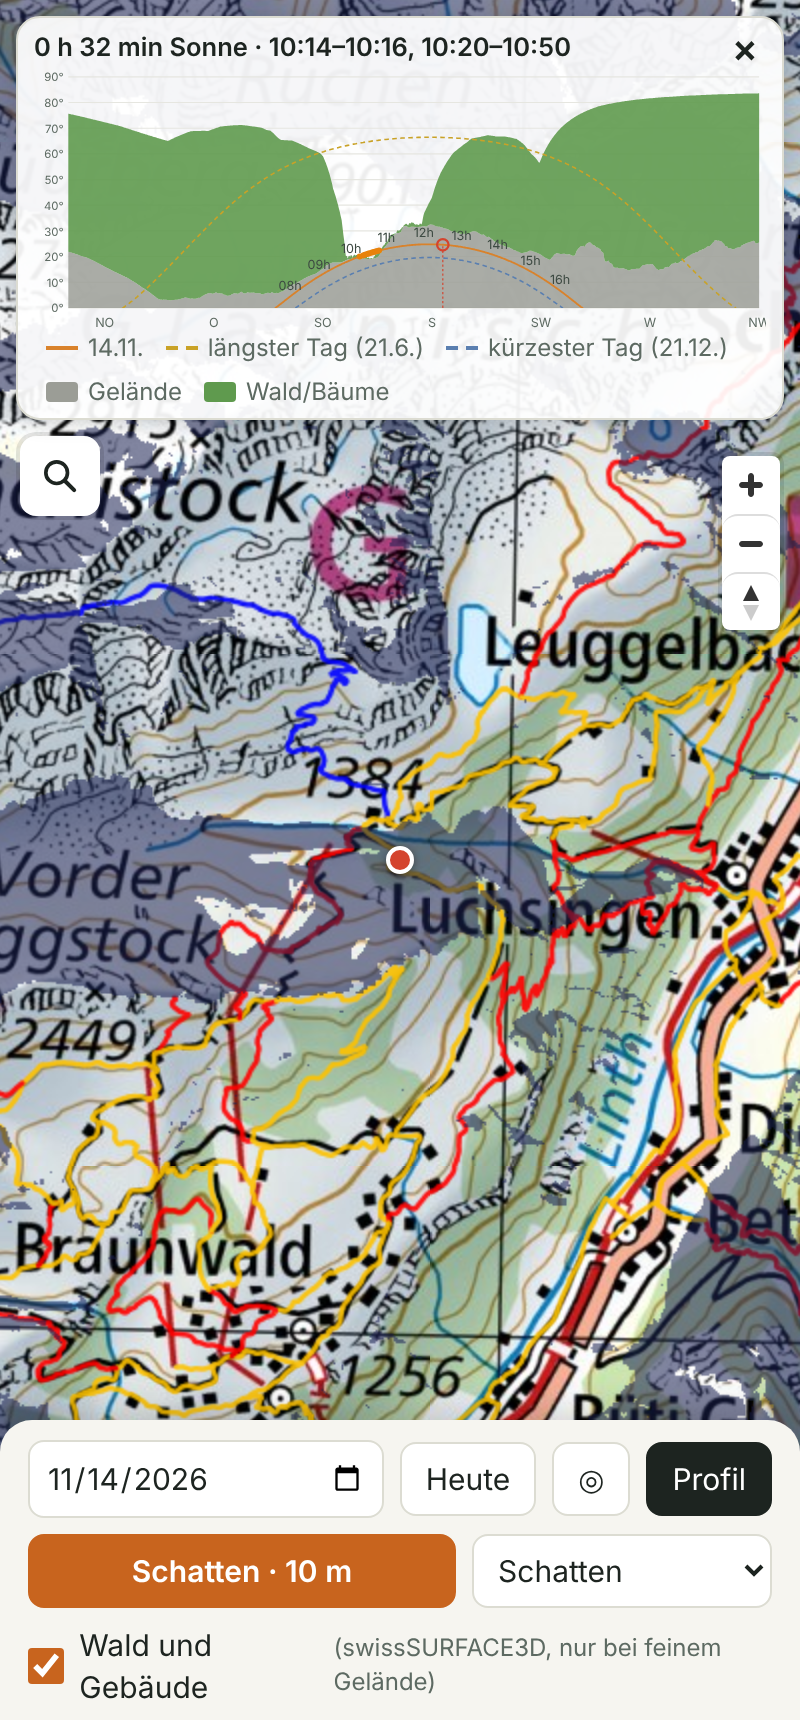 0 h 32 min Sonne · 10:14–10:16, 10:20–10:50
90°
80°
70°
60°
50°
40°
30°
20°
10°
0°
08h
09h
10h
11h
12h
13h
14h
15h
16h
NO
O
SO
S
SW
W
NW
14.11.
längster Tag (21.6.)
kürzester Tag (21.12.)
Gelände
Wald/Bäume
2915
stock
G
Leuggelbac
1384
Vorder
ggstock
Luchsingen
2449
Linth
Braunwald
Bet
1256
11/14/2026
Heute
Profil
Schatten · 10 m
Schatten
Wald und
Gebäude
(swissSURFACE3D, nur bei feinem
Gelände)